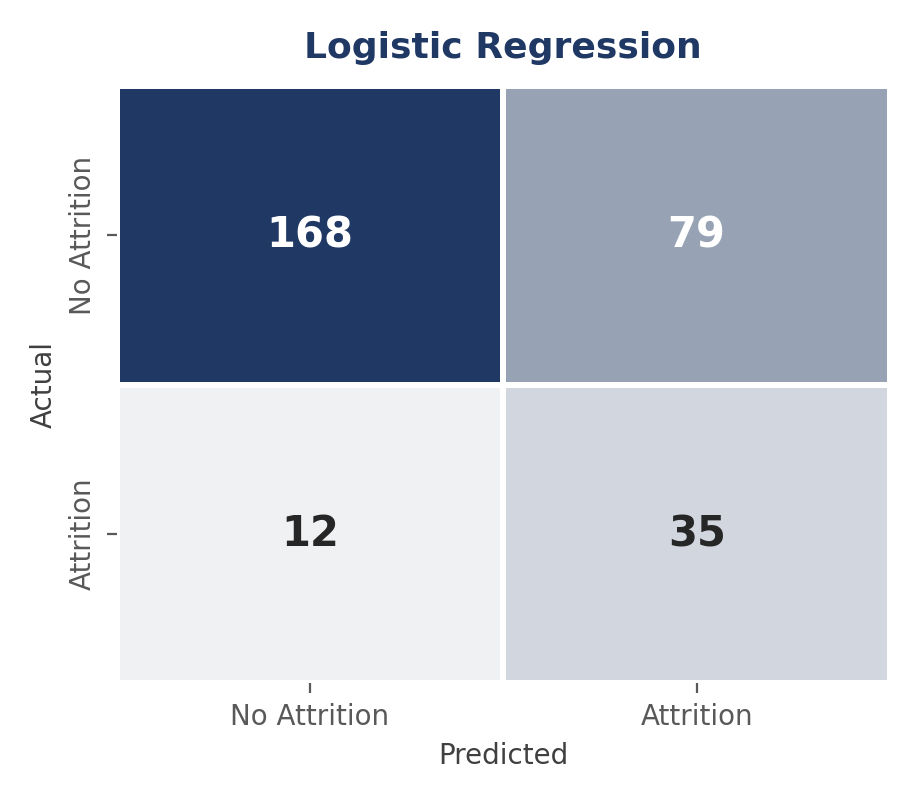 Logistic Regression
No Attrition
168
79
Actual
Attrition
12
35
No Attrition
Attrition
Predicted